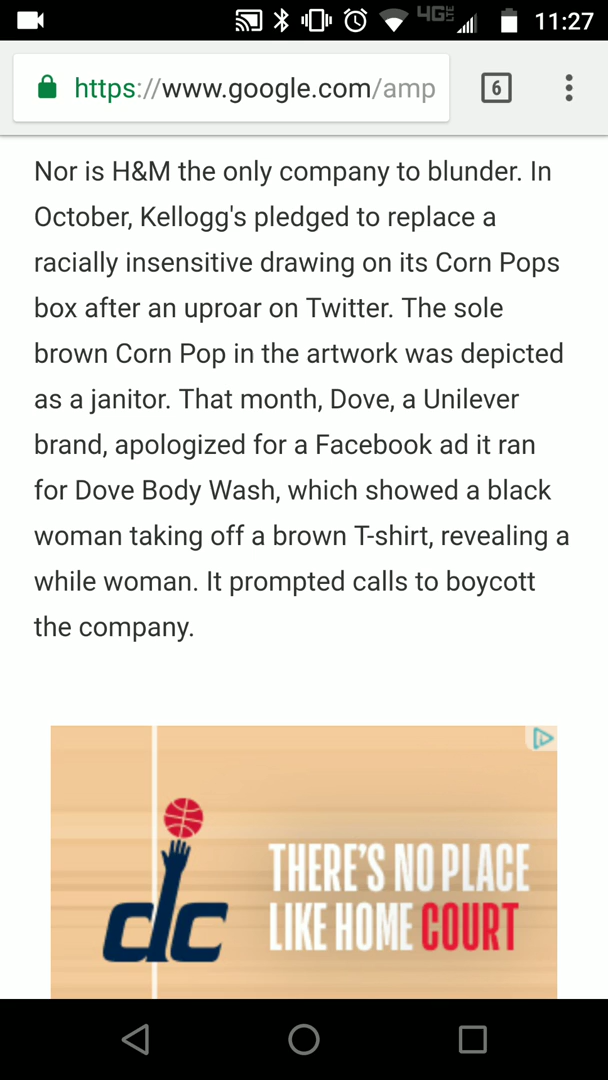 4G LTE 11:27
https://www.google.com/amp 6
Nor is H&M the only company to blunder. In
October, Kellogg's pledged to replace a
racially insensitive drawing on its Corn Pops
box after an uproar on Twitter. The sole
brown Corn Pop in the artwork was depicted
as a janitor. That month, Dove, a Unilever
brand, apologized for a Facebook ad it ran
for Dove Body Wash, which showed a black
woman taking off a brown T-shirt, revealing a
while woman. It prompted calls to boycott
the company.
dc
THERE'S NO PLACE
LIKE HOME COURT